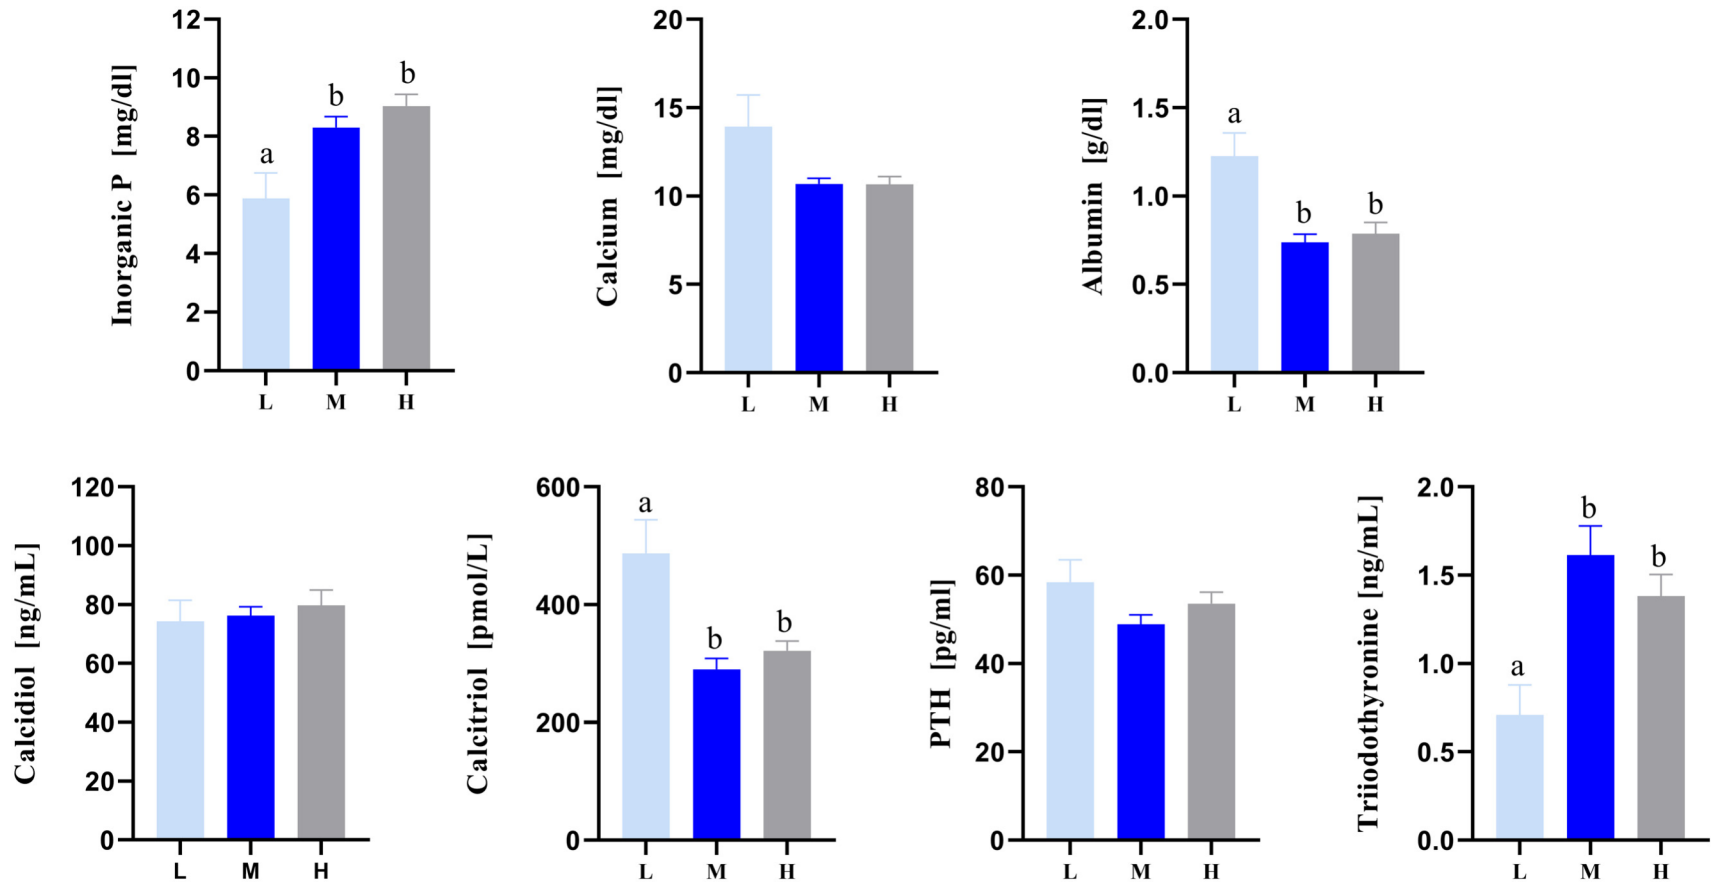 Inorganic P [mg/dl]
12
10
8
6
4
2
0
a
b
b
L M H
Calcium [mg/dl]
20
15
10
5
0
L M H
Albumin [g/dl]
2.0
1.5
1.0
0.5
0.0
a
b
b
L M H
Calcidiol [ng/mL]
120
100
80
60
40
20
0
L M H
Calcitriol [pmol/L]
600
400
200
0
a
b
b
L M H
PTH [pg/ml]
80
60
40
20
0
L M H
Triiodothyronine [ng/mL]
2.0
1.5
1.0
0.5
0.0
a
b
b
L M H